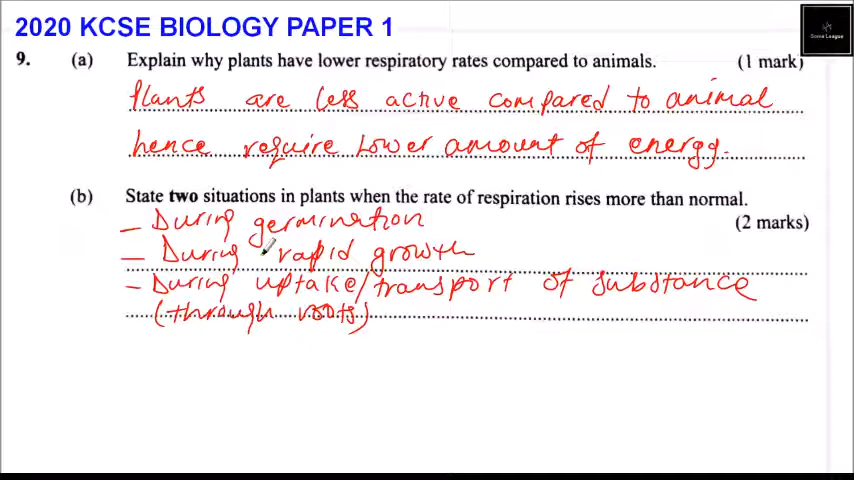 2020 KCSE BIOLOGY PAPER 1
Some League
9. (a) Explain why plants have lower respiratory rates compared to animals. (1 mark)
Plants are less active compared to animal
hence require lower amount of energy.
(b) State two situations in plants when the rate of respiration rises more than normal.
(2 marks)
- During germination
- During rapid growth
- During uptake/transport of substance
(through roots)